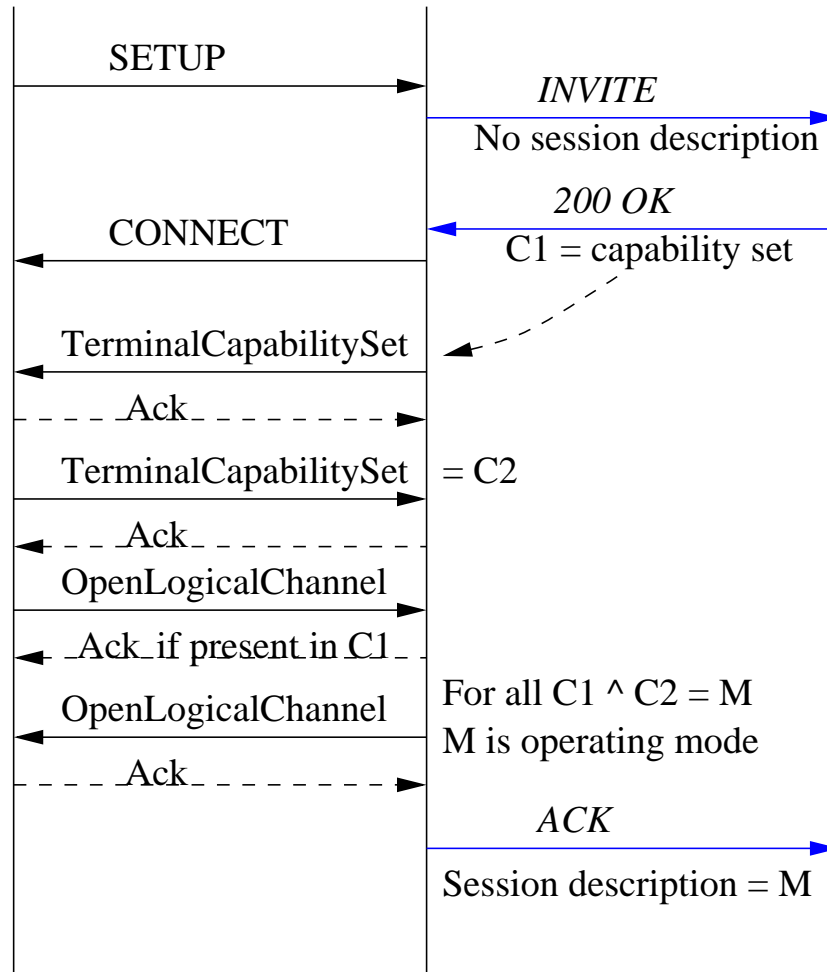 SETUP
INVITE
No session description
200 OK
CONNECT
C1 = capability set
TerminalCapabilitySet
Ack
TerminalCapabilitySet = C2
Ack
OpenLogicalChannel
Ack if present in C1
For all C1 ^ C2 = M
OpenLogicalChannel
M is operating mode
Ack
ACK
Session description = M